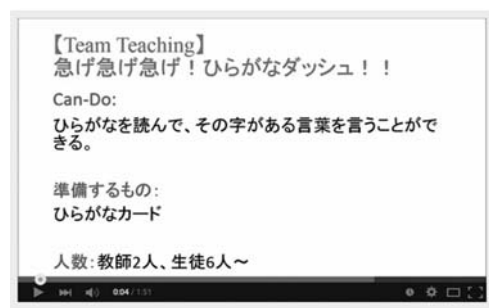 【Team Teaching】
急げ急げ急げ！ひらがなダッシュ！！
Can-Do:
ひらがなを読んで、その字がある言葉を言うことがで
きる。
準備するもの:
ひらがなカード
人数: 教師2人、生徒6人～
0:04 / 1:51